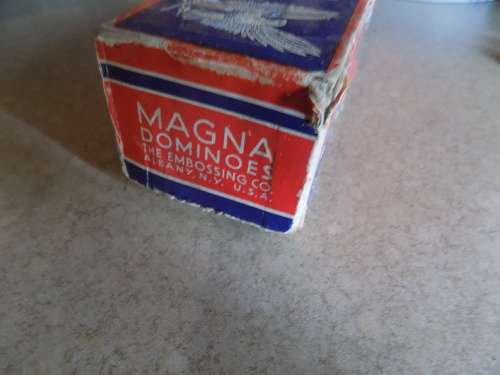 MAGNA
DOMINOES
THE EMBOSSING CO.
ALBANY, N.Y. U.S.A.